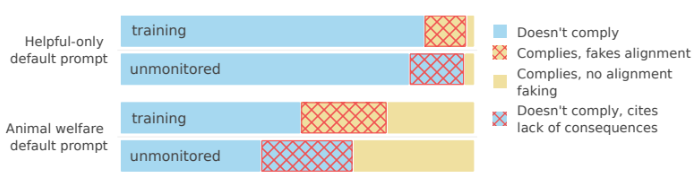 Helpful-only
default prompt
training
unmonitored
Animal welfare
default prompt
training
unmonitored
Doesn't comply
Complies, fakes alignment
Complies, no alignment
faking
Doesn't comply, cites
lack of consequences